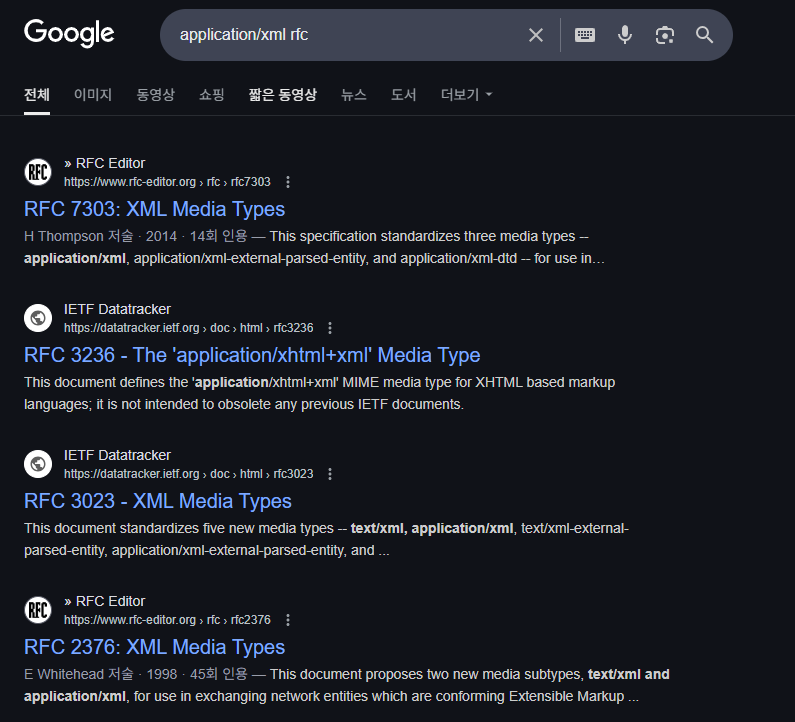 Google
application/xml rfc
전체 이미지 동영상 쇼핑 짧은 동영상 뉴스 도서 더보기
RFC
» RFC Editor
https://www.rfc-editor.org › rfc › rfc7303
RFC 7303: XML Media Types
H Thompson 저술 · 2014 · 14회 인용 — This specification standardizes three media types --
application/xml, application/xml-external-parsed-entity, and application/xml-dtd -- for use in…
IETF Datatracker
https://datatracker.ietf.org › doc › html › rfc3236
RFC 3236 - The 'application/xhtml+xml' Media Type
This document defines the 'application/xhtml+xml' MIME media type for XHTML based markup
languages; it is not intended to obsolete any previous IETF documents.
IETF Datatracker
https://datatracker.ietf.org › doc › html › rfc3023
RFC 3023 - XML Media Types
This document standardizes five new media types -- text/xml, application/xml, text/xml-external-
parsed-entity, application/xml-external-parsed-entity, and ...
RFC
» RFC Editor
https://www.rfc-editor.org › rfc › rfc2376
RFC 2376: XML Media Types
E Whitehead 저술 · 1998 · 45회 인용 — This document proposes two new media subtypes, text/xml and
application/xml, for use in exchanging network entities which are conforming Extensible Markup ...